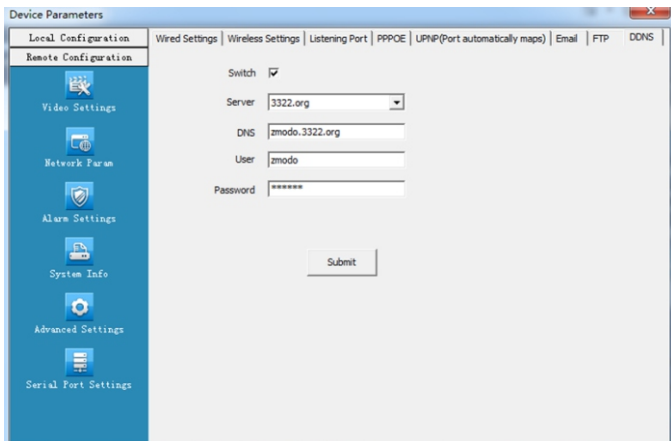 Device Parameters
Local Configuration
Remote Configuration
Video Settings
Network Param
Alarm Settings
System Info
Advanced Settings
Serial Port Settings
Wired Settings | Wireless Settings | Listening Port | PPPOE | UPNP(Port automatically maps) | Email | FTP | DDNS
Switch
Server 3322.org
DNS zmodo.3322.org
User zmodo
Password ******
Submit